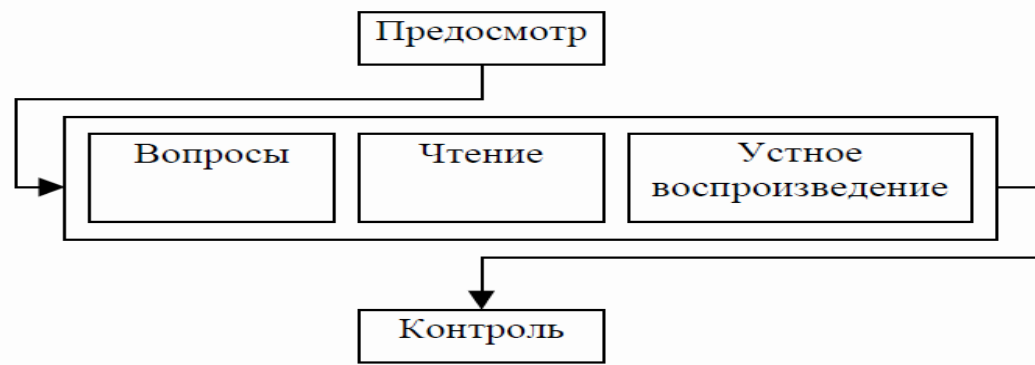 Предосмотр
Вопросы
Чтение
Устное
воспроизведение
Контроль